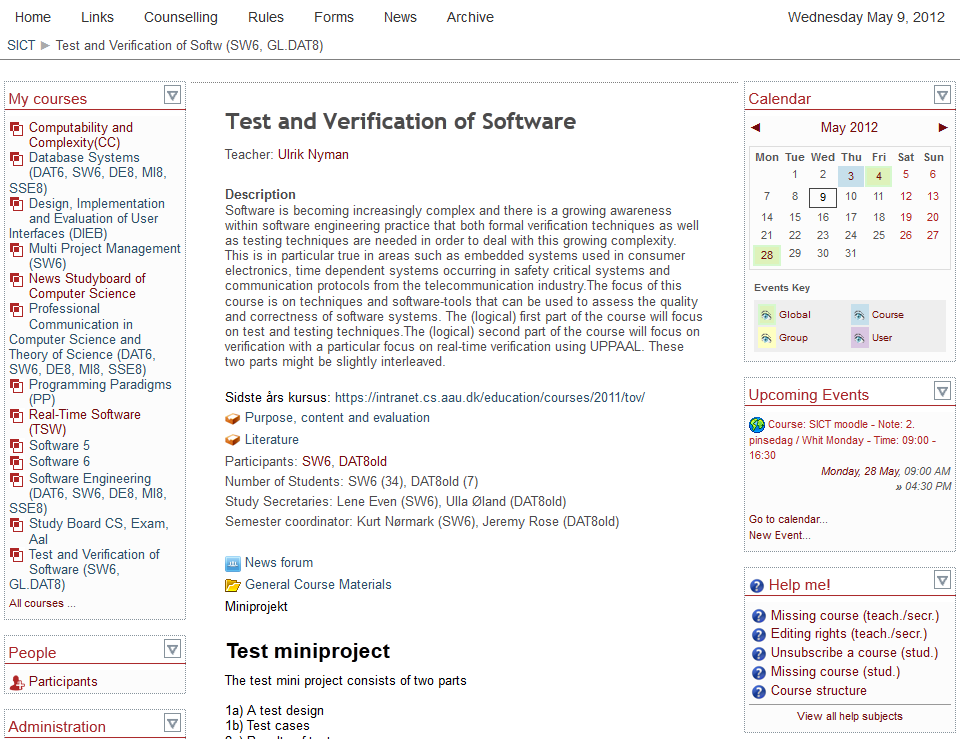 Home Links Counselling Rules Forms News Archive Wednesday May 9, 2012
SICT ► Test and Verification of Softw (SW6, GL.DAT8)
My courses
Computability and
Complexity(CC)
Database Systems
(DAT6, SW6, DE8, MI8,
SSE8)
Design, Implementation
and Evaluation of User
Interfaces (DIEB)
Multi Project Management
(SW6)
News Studyboard of
Computer Science
Professional
Communication in
Computer Science and
Theory of Science (DAT6,
SW6, DE8, MI8, SSE8)
Programming Paradigms
(PP)
Real-Time Software
(TSW)
Software 5
Software 6
Software Engineering
(DAT6, SW6, DE8, MI8,
SSE8)
Study Board CS, Exam,
Aal
Test and Verification of
Software (SW6,
GL.DAT8)
All courses ...
People
Participants
Administration
Test and Verification of Software
Teacher: Ulrik Nyman
Description
Software is becoming increasingly complex and there is a growing awareness
within software engineering practice that both formal verification techniques as well
as testing techniques are needed in order to deal with this growing complexity.
This is in particular true in areas such as embedded systems used in consumer
electronics, time dependent systems occurring in safety critical systems and
communication protocols from the telecommunication industry.The focus of this
course is on techniques and software-tools that can be used to assess the quality
and correctness of software systems. The (logical) first part of the course will focus
on test and testing techniques.The (logical) second part of the course will focus on
verification with a particular focus on real-time verification using UPPAAL. These
two parts might be slightly interleaved.
Sidste års kursus: https://intranet.cs.aau.dk/education/courses/2011/tov/
Purpose, content and evaluation
Literature
Participants: SW6, DAT8old
Number of Students: SW6 (34), DAT8old (7)
Study Secretaries: Lene Even (SW6), Ulla Øland (DAT8old)
Semester coordinator: Kurt Nørmark (SW6), Jeremy Rose (DAT8old)
News forum
General Course Materials
Miniprojekt
Test miniproject
The test mini project consists of two parts
1a) A test design
1b) Test cases
Calendar
◄ May 2012 ►
Mon Tue Wed Thu Fri Sat Sun
1 2 3 4 5 6
7 8 9 10 11 12 13
14 15 16 17 18 19 20
21 22 23 24 25 26 27
28 29 30 31
Events Key
Global Course
Group User
Upcoming Events
Course: SICT moodle - Note: 2.
pinsedag / Whit Monday - Time: 09:00 -
16:30
Monday, 28 May, 09:00 AM
» 04:30 PM
Go to calendar...
New Event...
Help me!
Missing course (teach./secr.)
Editing rights (teach./secr.)
Unsubscribe a course (stud.)
Missing course (stud.)
Course structure
View all help subjects